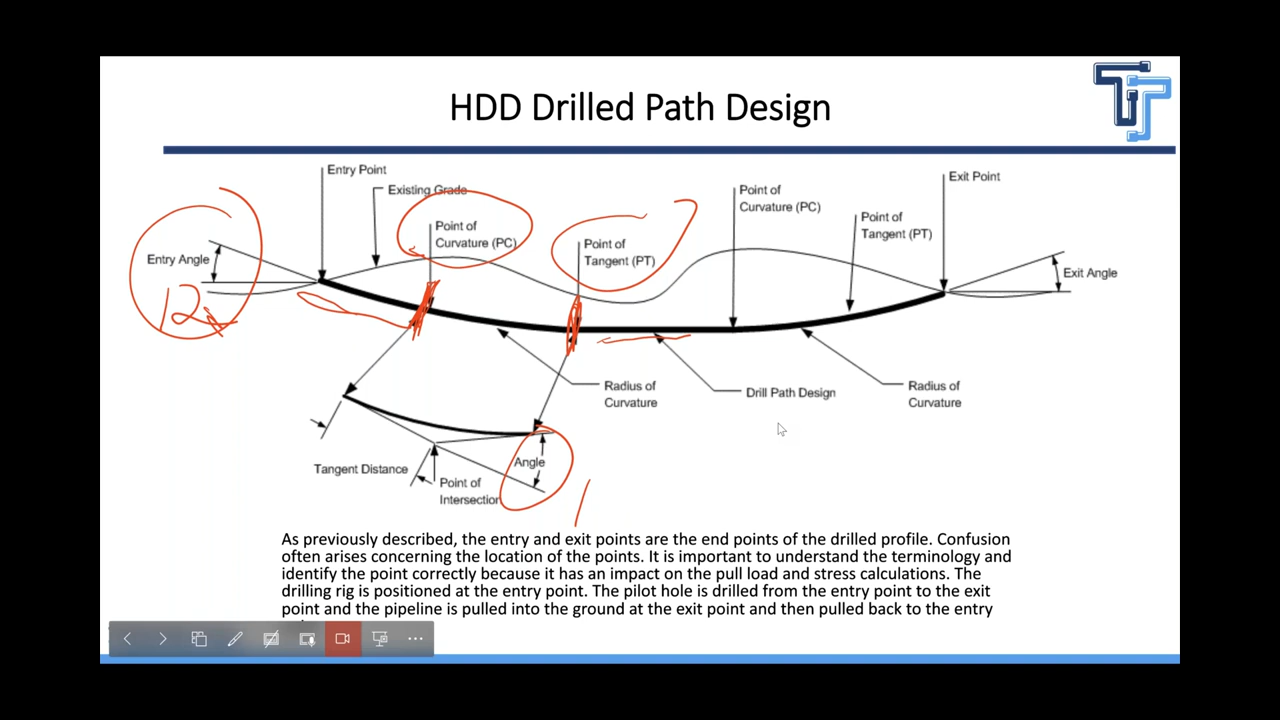 HDD Drilled Path Design
Entry Point
Existing Grade
Point of
Curvature (PC)
Point of
Tangent (PT)
Point of
Curvature (PC)
Point of
Tangent (PT)
Exit Point
Entry Angle
Exit Angle
12
Radius of
Curvature
Drill Path Design
Radius of
Curvature
Tangent Distance
Point of
Intersection
Angle
As previously described, the entry and exit points are the end points of the drilled profile. Confusion
often arises concerning the location of the points. It is important to understand the terminology and
identify the point correctly because it has an impact on the pull load and stress calculations. The
drilling rig is positioned at the entry point. The pilot hole is drilled from the entry point to the exit
point and the pipeline is pulled into the ground at the exit point and then pulled back to the entry